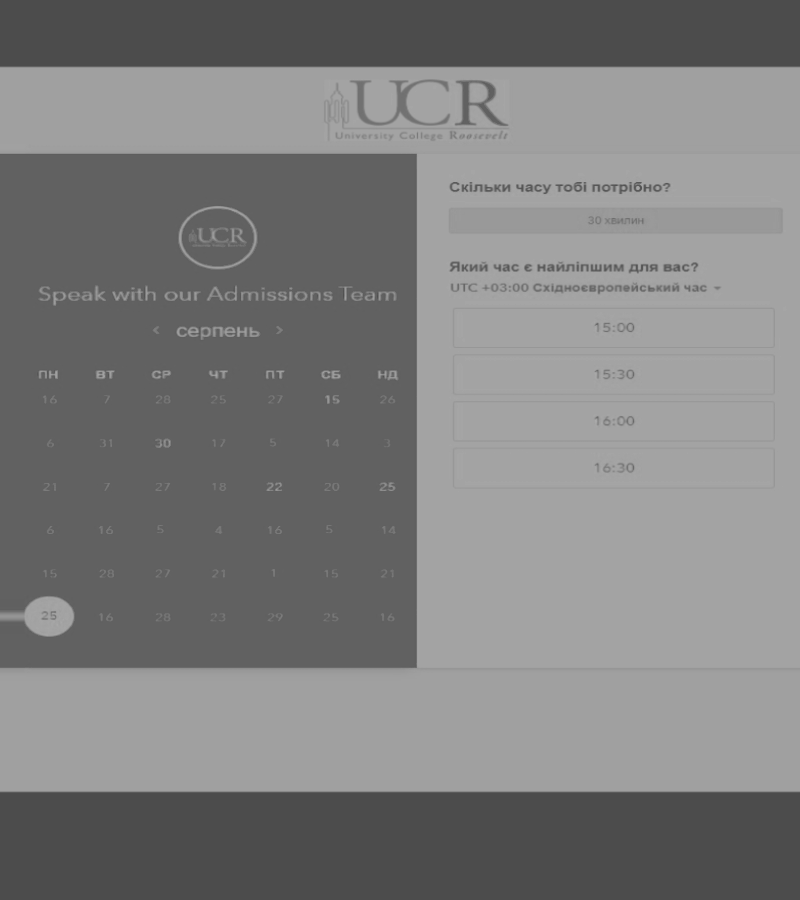 UCR
University College Roosevelt
UCR
Speak with our Admissions Team
< серпень >
ПН ВТ СР ЧТ ПТ СБ НД
16 7 28 25 27 15 26
6 31 30 17 5 14 3
21 7 27 18 22 20 25
6 16 5 4 16 5 14
15 28 27 21 1 15 21
25 16 28 23 29 25 16
Скільки часу тобі потрібно?
30 хвилин
Який час є найліпшим для вас?
UTC +03:00 Східноєвропейський час
15:00
15:30
16:00
16:30